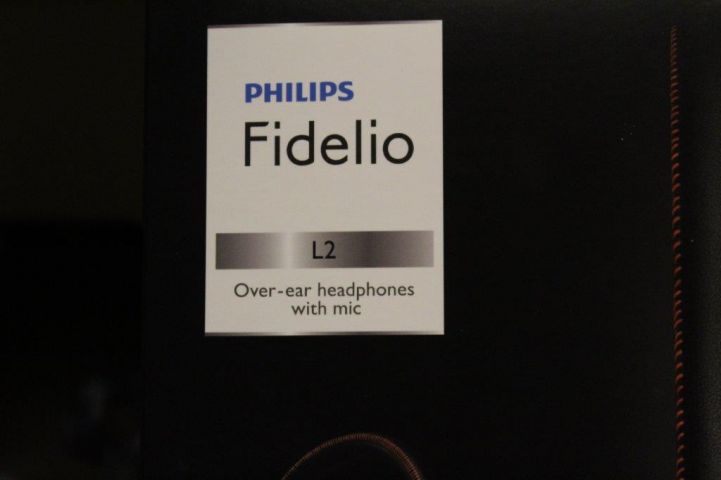 PHILIPS
Fidelio
L2
Over-ear headphones
with mic